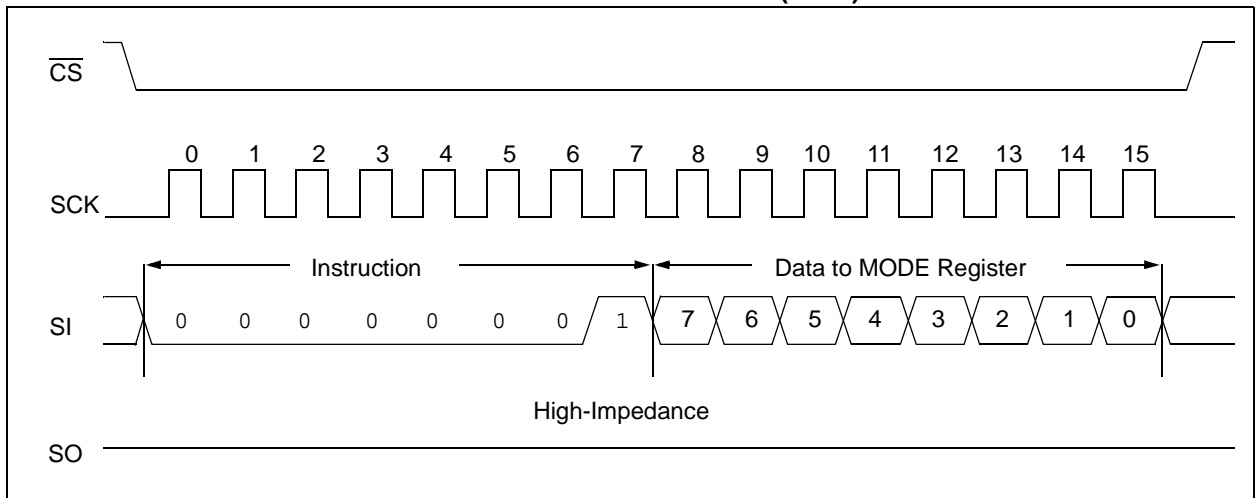 CS
0 1 2 3 4 5 6 7 8 9 10 11 12 13 14 15
SCK
Instruction Data to MODE Register
SI 0 0 0 0 0 0 0 1 7 6 5 4 3 2 1 0
High-Impedance
SO